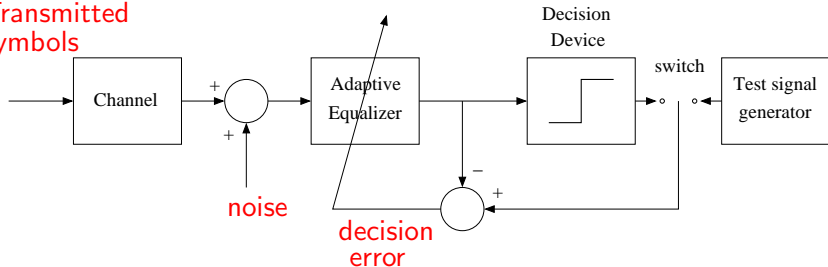 Transmitted
symbols
Decision
Device
switch
Channel
+
+
Adaptive
Equalizer
Test signal
generator
−
+
noise
decision
error